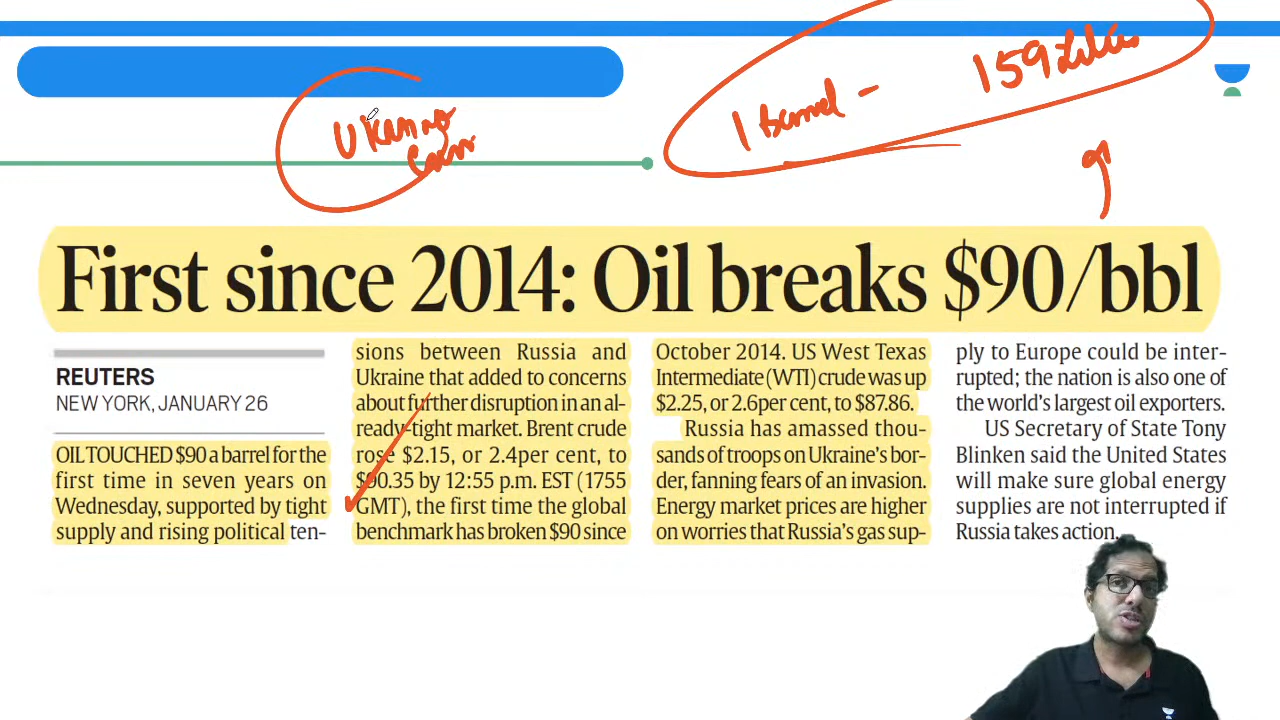 1 Barrel - 159 Liters
First since 2014: Oil breaks $90/bbl
REUTERS
NEW YORK, JANUARY 26
OIL TOUCHED $90 a barrel for the
first time in seven years on
Wednesday, supported by tight
supply and rising political ten-
sions between Russia and
Ukraine that added to concerns
about further disruption in an al-
ready-tight market. Brent crude
rose $2.15, or 2.4per cent, to
$90.35 by 12:55 p.m. EST (1755
GMT), the first time the global
benchmark has broken $90 since
October 2014. US West Texas
Intermediate (WTI) crude was up
$2.25, or 2.6per cent, to $87.86.
Russia has amassed thou-
sands of troops on Ukraine's bor-
der, fanning fears of an invasion.
Energy market prices are higher
on worries that Russia's gas sup-
ply to Europe could be inter-
rupted; the nation is also one of
the world's largest oil exporters.
US Secretary of State Tony
Blinken said the United States
will make sure global energy
supplies are not interrupted if
Russia takes action.